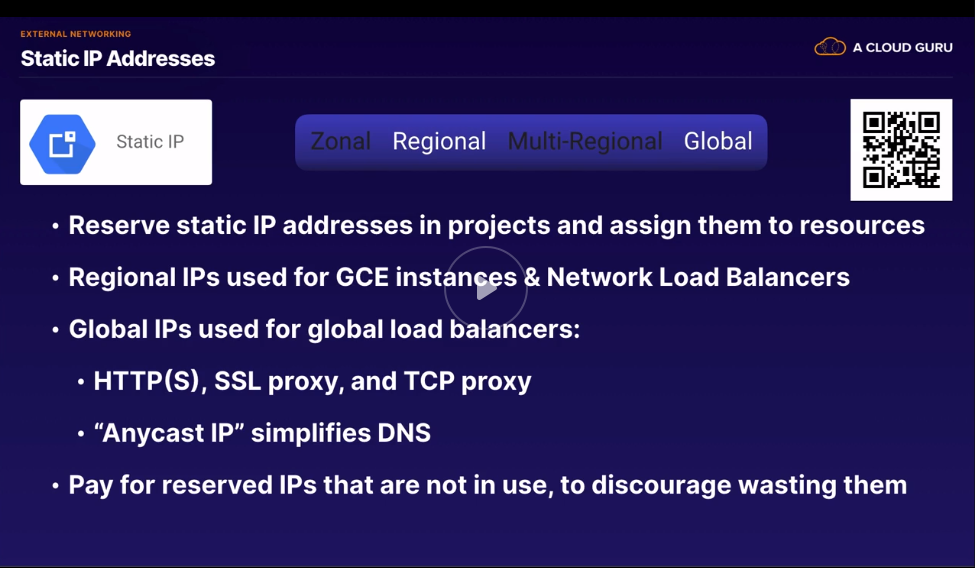 EXTERNAL NETWORKING
Static IP Addresses
A CLOUD GURU
Static IP
Zonal Regional Multi-Regional Global
• Reserve static IP addresses in projects and assign them to resources
• Regional IPs used for GCE instances & Network Load Balancers
• Global IPs used for global load balancers:
• HTTP(S), SSL proxy, and TCP proxy
• “Anycast IP” simplifies DNS
• Pay for reserved IPs that are not in use, to discourage wasting them